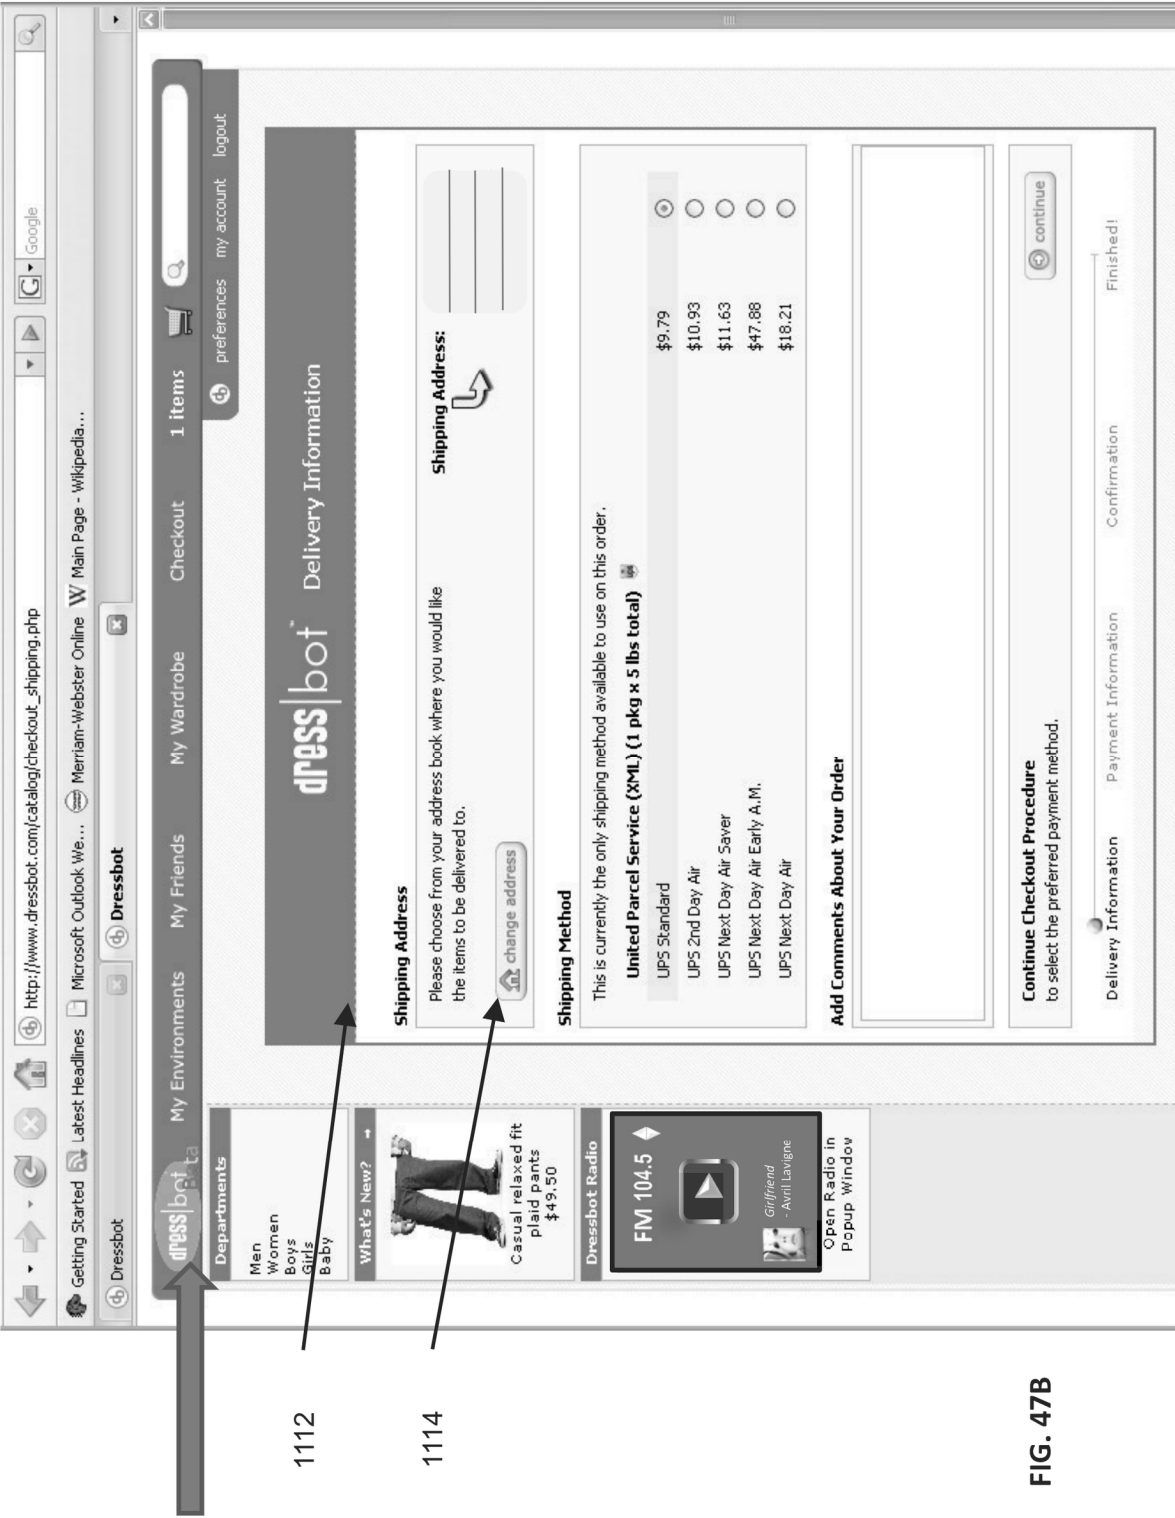 http://www.dressbot.com/catalog/checkout_shipping.php
G
Google
Getting Started
Latest Headlines
Microsoft Outlook We...
Merriam-Webster Online
W Main Page - Wikipedia...
Dressbot
Dressbot
dress|bot
Beta
My Environments
My Friends
My Wardrobe
Checkout
1 items
preferences
my account
logout
Departments
Men
Women
Boys
Girls
Baby
What's New?
Casual relaxed fit
plaid pants
$49.50
Dressbot Radio
FM 104.5
Girlfriend
- Avril Lavigne
Open Radio in
Popup Window
dress|bot™ Delivery Information
Shipping Address
Please choose from your address book where you would like
the items to be delivered to.
change address
Shipping Address:
Shipping Method
This is currently the only shipping method available to use on this order.
United Parcel Service (XML) (1 pkg x 5 lbs total)
UPS Standard $9.79
UPS 2nd Day Air $10.93
UPS Next Day Air Saver $11.63
UPS Next Day Air Early A.M. $47.88
UPS Next Day Air $18.21
Add Comments About Your Order
Continue Checkout Procedure
to select the preferred payment method.
continue
Delivery Information
Payment Information
Confirmation
Finished!
1112
1114
FIG. 47B